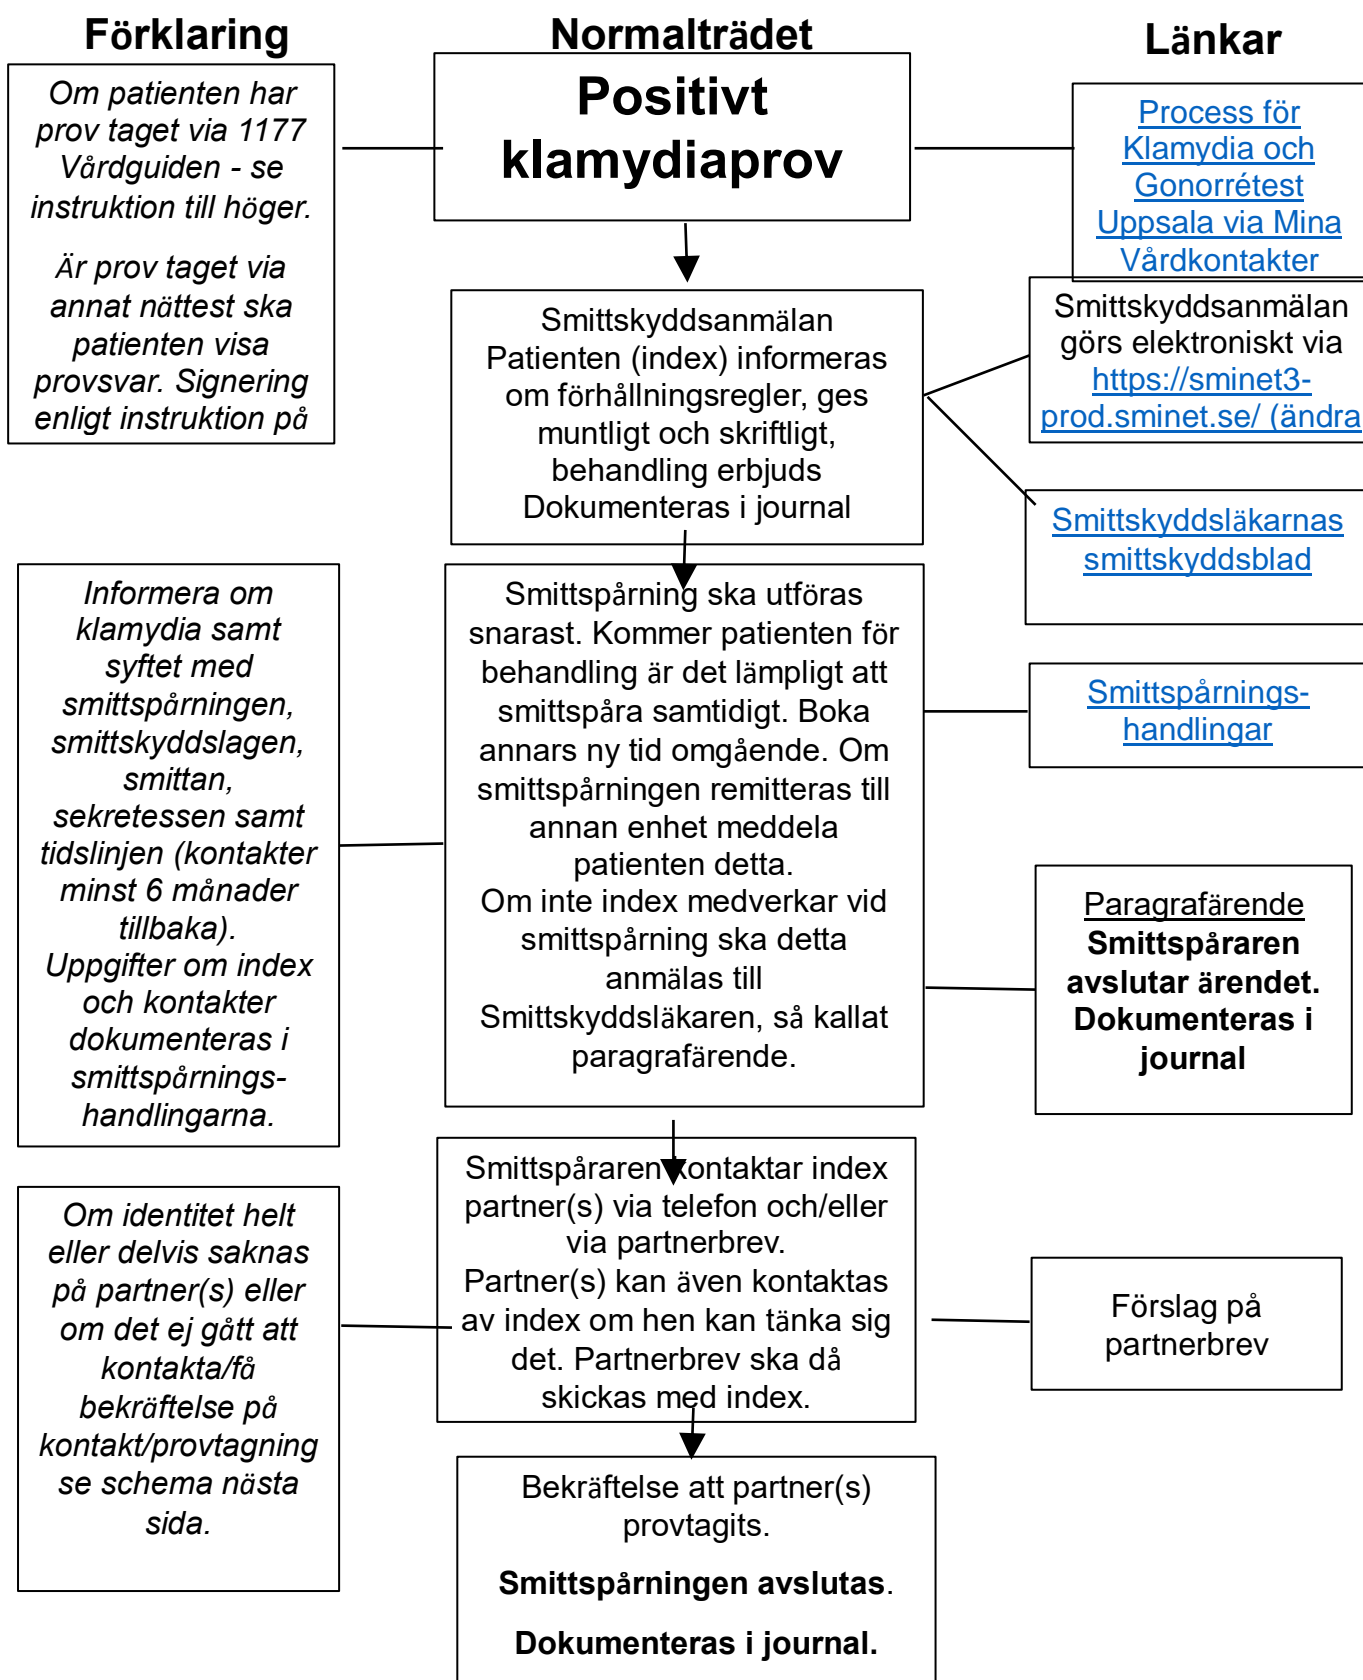 Förklaring
Om patienten har
prov taget via 1177
Vårdguiden - se
instruktion till höger.
Är prov taget via
annat nättest ska
patienten visa
provsvar. Signering
enligt instruktion på
Informera om
klamydia samt
syftet med
smittspårningen,
smittskyddslagen,
smittan,
sekretessen samt
tidslinjen (kontakter
minst 6 månader
tillbaka).
Uppgifter om index
och kontakter
dokumenteras i
smittspårnings-
handlingarna.
Om identitet helt
eller delvis saknas
på partner(s) eller
om det ej gått att
kontakta/få
bekräftelse på
kontakt/provtagning
se schema nästa
sida.
Normalträdet
Positivt
klamydiaprov
Smittskyddsanmälan
Patienten (index) informeras
om förhållningsregler, ges
muntligt och skriftligt,
behandling erbjuds
Dokumenteras i journal
Smittspårning ska utföras
snarast. Kommer patienten för
behandling är det lämpligt att
smittspåra samtidigt. Boka
annars ny tid omgående. Om
smittspårningen remitteras till
annan enhet meddela
patienten detta.
Om inte index medverkar vid
smittspårning ska detta
anmälas till
Smittskyddsläkaren, så kallat
paragrafärende.
Smittspåraren kontaktar index
partner(s) via telefon och/eller
via partnerbrev.
Partner(s) kan även kontaktas
av index om hen kan tänka sig
det. Partnerbrev ska då
skickas med index.
Bekräftelse att partner(s)
provtagits.
Smittspårningen avslutas.
Dokumenteras i journal.
Länkar
Process för
Klamydia och
Gonorrétest
Uppsala via Mina
Vårdkontakter
Smittskyddsanmälan
görs elektroniskt via
https://sminet3-
prod.sminet.se/ (ändra
Smittskyddsläkarnas
smittskyddsblad
Smittspårnings-
handlingar
Paragrafärende
Smittspåraren
avslutar ärendet.
Dokumenteras i
journal
Förslag på
partnerbrev